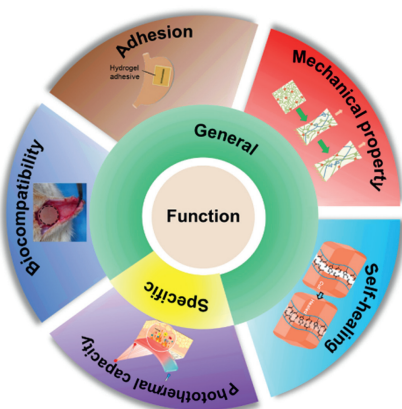 Adhesion
Hydrogel
adhesive
Mechanical property
General
Biocompatibility
Function
Specific
Self-healing
Photothermal capacity